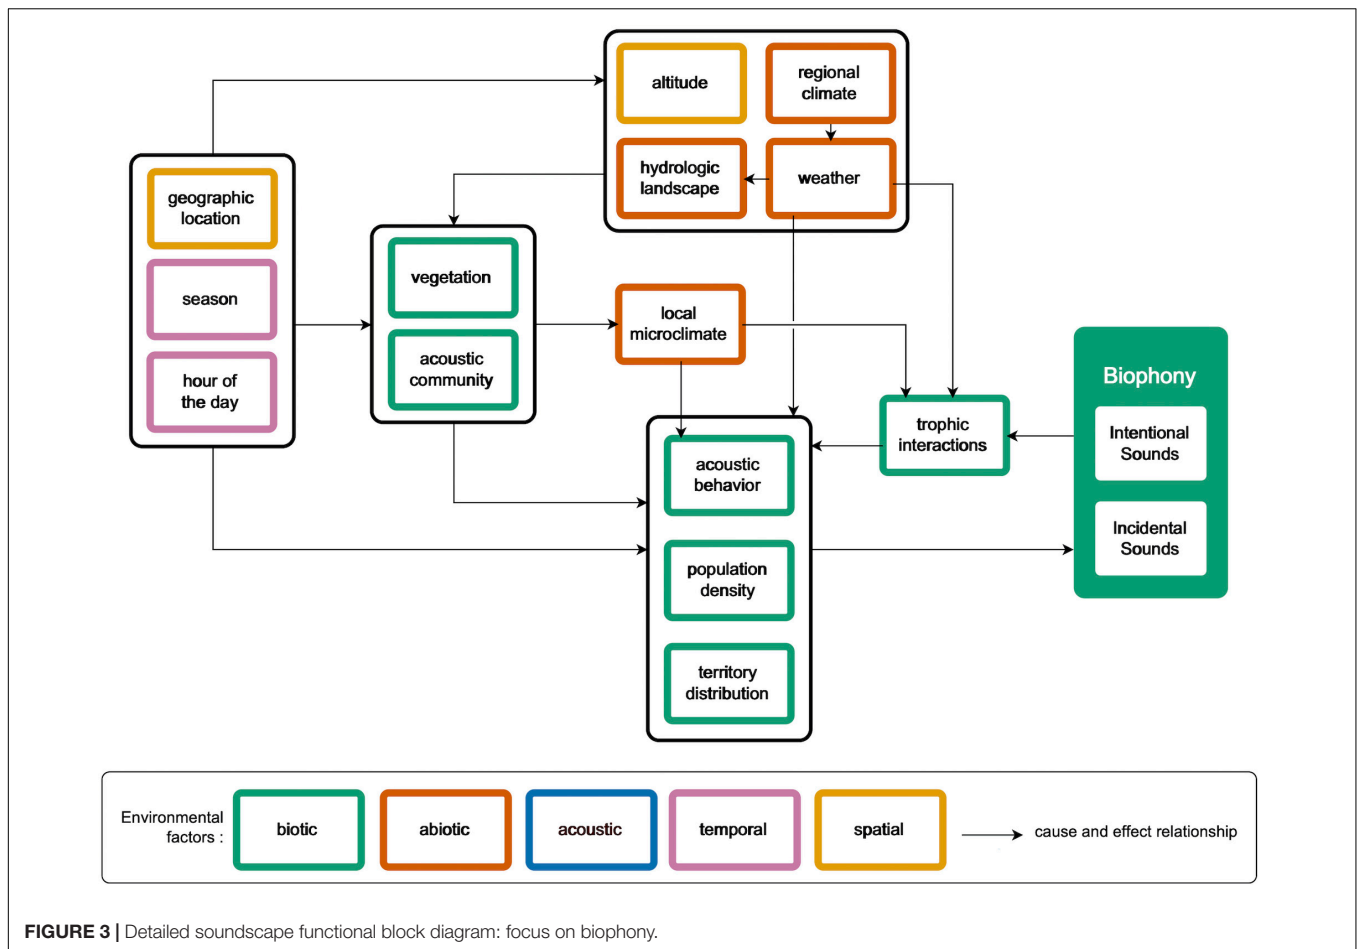 altitude
regional
climate
hydrologic
landscape
weather
geographic
location
season
hour of
the day
vegetation
acoustic
community
local
microclimate
trophic
interactions
acoustic
behavior
population
density
territory
distribution
Biophony
Intentional
Sounds
Incidental
Sounds
Environmental
factors :
biotic
abiotic
acoustic
temporal
spatial
cause and effect relationship
FIGURE 3 | Detailed soundscape functional block diagram: focus on biophony.